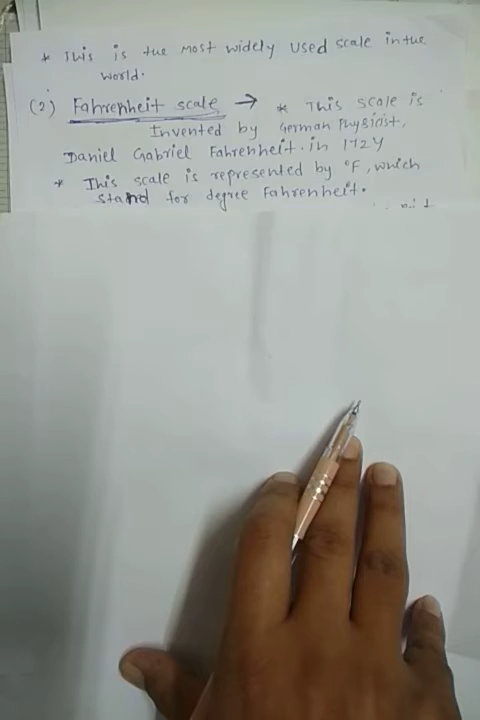 * This is the most widely used scale in the
world.
(2) Fahrenheit scale → * This scale is
Invented by German Physicist,
Daniel Gabriel Fahrenheit. in 1724
* This scale is represented by °F, which
stand for degree Fahrenheit.